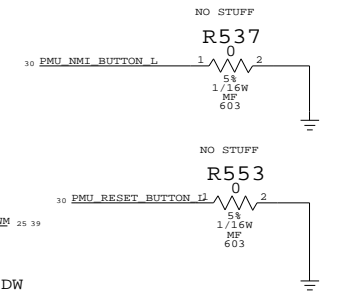 NO STUFF
R537
0
30 PMU_NMI_BUTTON_L 1 2
5%
1/16W
MF
603
NO STUFF
R553
0
30 PMU_RESET_BUTTON_L 1 2
5%
1/16W
MF
603
25 39
DW